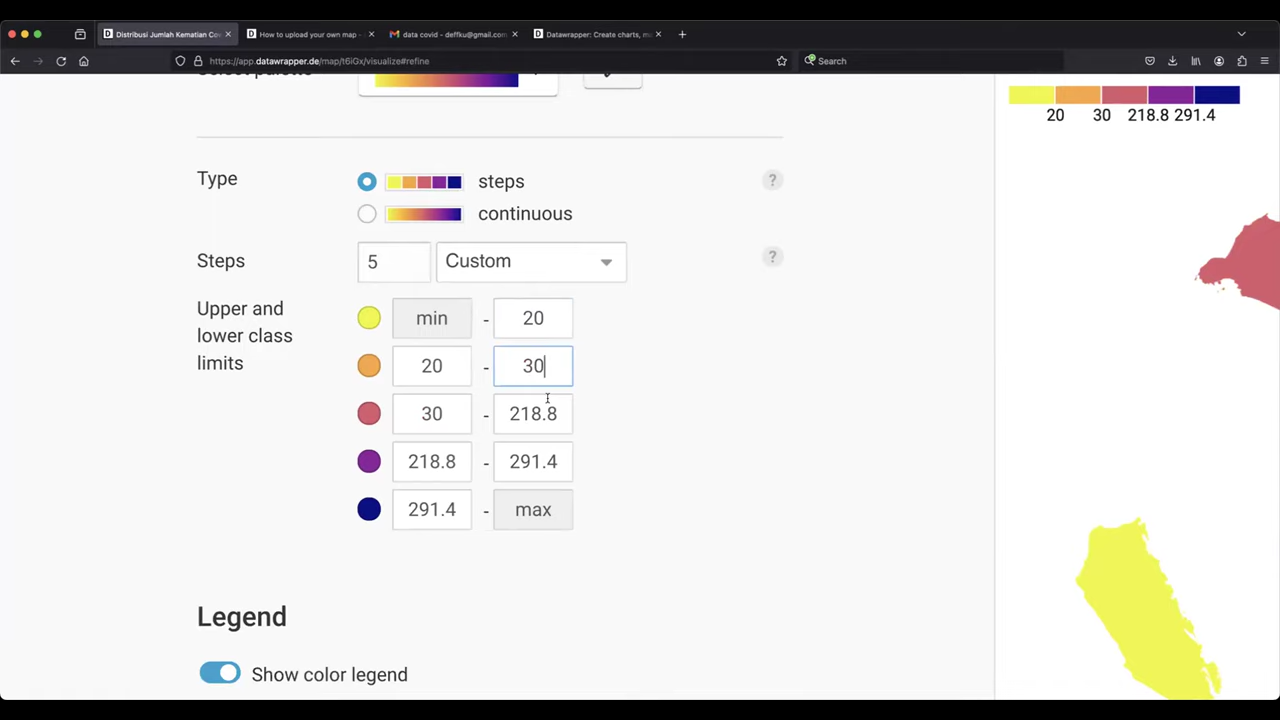 Distribusi Jumlah Kematian Cov
How to upload your own map -
data covid - deffku@gmail.com
Datawrapper: Create charts, m
https://app.datawrapper.de/map/t6iGx/visualize#refine
Search
Select palette
20 30 218.8 291.4
Type
steps
continuous
Steps
5 Custom
Upper and lower class limits
min - 20
20 - 30
30 - 218.8
218.8 - 291.4
291.4 - max
Legend
Show color legend